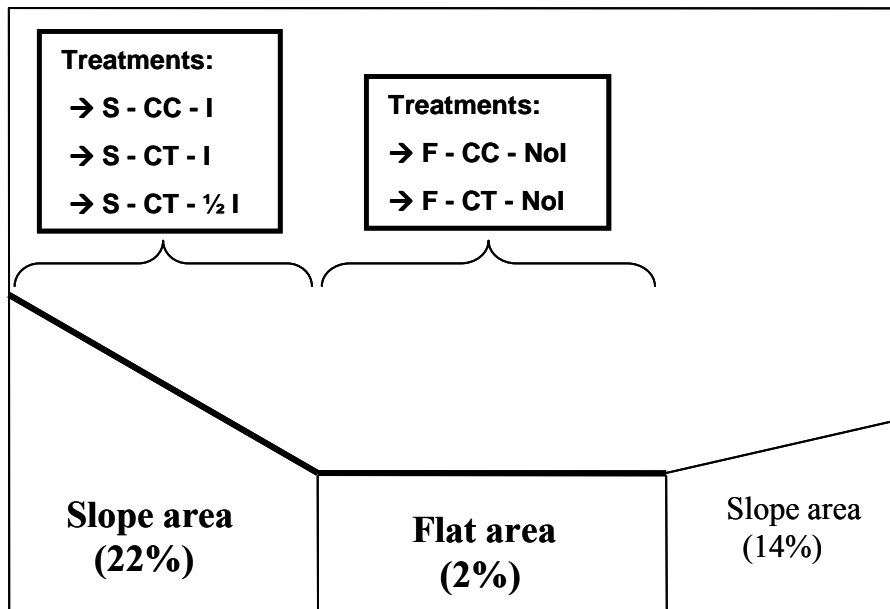 Treatments:
→ S - CC - I
→ S - CT - I
→ S - CT - ½ I
Treatments:
→ F - CC - NoI
→ F - CT - NoI
Slope area
(22%)
Flat area
(2%)
Slope area
(14%)